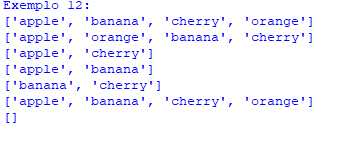 Exemplo 12:
['apple', 'banana', 'cherry', 'orange']
['apple', 'orange', 'banana', 'cherry']
['apple', 'cherry']
['apple', 'banana']
['banana', 'cherry']
['apple', 'banana', 'cherry', 'orange']
[]